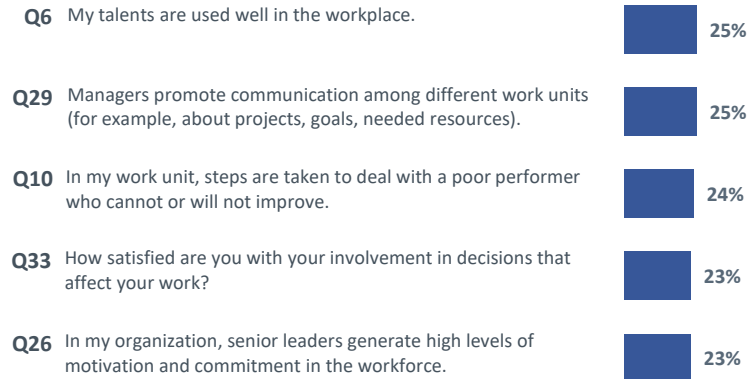 Q6 My talents are used well in the workplace. 25%
Q29 Managers promote communication among different work units
(for example, about projects, goals, needed resources). 25%
Q10 In my work unit, steps are taken to deal with a poor performer
who cannot or will not improve. 24%
Q33 How satisfied are you with your involvement in decisions that
affect your work? 23%
Q26 In my organization, senior leaders generate high levels of
motivation and commitment in the workforce. 23%